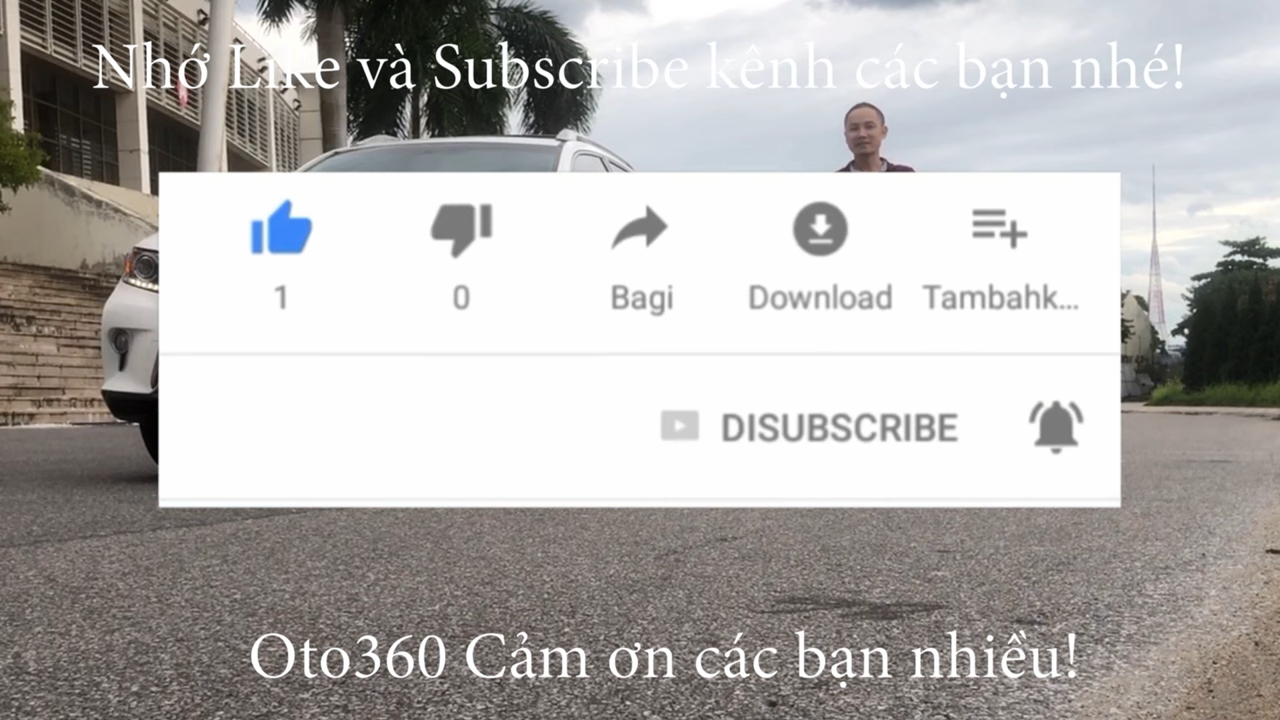 Nhớ Like và Subscribe kênh các bạn nhé!
1 0 Bagi Download Tambahk...
DISUBSCRIBE
Oto360 Cảm ơn các bạn nhiều!